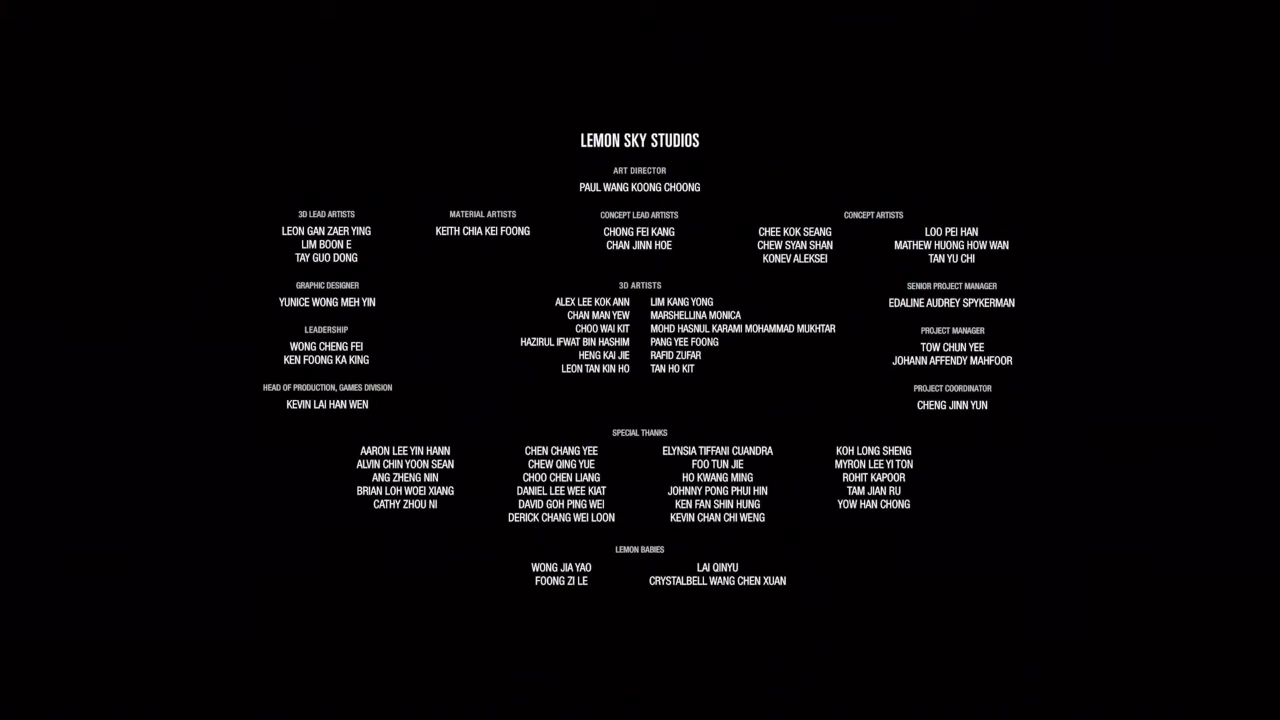 LEMON SKY STUDIOS
ART DIRECTOR
PAUL WANG KOONG CHOONG
3D LEAD ARTISTS
LEON GAN ZAER YING
LIM BOON E
TAY GUO DONG
MATERIAL ARTISTS
KEITH CHIA KEI FOONG
CONCEPT LEAD ARTISTS
CHONG FEI KANG
CHAN JINN HOE
CONCEPT ARTISTS
CHEE KOK SEANG
CHEW SYAN SHAN
KONEV ALEKSEI
LOO PEI HAN
MATHEW HUONG HOW WAN
TAN YU CHI
GRAPHIC DESIGNER
YUNICE WONG MEH YIN
LEADERSHIP
WONG CHENG FEI
KEN FOONG KA KING
HEAD OF PRODUCTION, GAMES DIVISION
KEVIN LAI HAN WEN
3D ARTISTS
ALEX LEE KOK ANN
CHAN MAN YEW
CHOO WAI KIT
HAZIRUL IFWAT BIN HASHIM
HENG KAI JIE
LEON TAN KIN HO
LIM KANG YONG
MARSHELLINA MONICA
MOHD HASNUL KARAMI MOHAMMAD MUKHTAR
PANG YEE FOONG
RAFID ZUFAR
TAN HO KIT
SENIOR PROJECT MANAGER
EDALINE AUDREY SPYKERMAN
PROJECT MANAGER
TOW CHUN YEE
JOHANN AFFENDY MAHFOOR
PROJECT COORDINATOR
CHENG JINN YUN
SPECIAL THANKS
AARON LEE YIN HANN
ALVIN CHIN YOON SEAN
ANG ZHENG NIN
BRIAN LOH WOEI XIANG
CATHY ZHOU NI
CHEN CHANG YEE
CHEW QING YUE
CHOO CHEN LIANG
DANIEL LEE WEE KIAT
DAVID GOH PING WEI
DERICK CHANG WEI LOON
ELYNSIA TIFFANI CUANDRA
FOO TUN JIE
HO KWANG MING
JOHNNY PONG PHUI HIN
KEN FAN SHIN HUNG
KEVIN CHAN CHI WENG
KOH LONG SHENG
MYRON LEE YI TON
ROHIT KAPOOR
TAM JIAN RU
YOW HAN CHONG
LEMON BABIES
WONG JIA YAO
FOONG ZI LE
LAI QINYU
CRYSTALBELL WANG CHEN XUAN